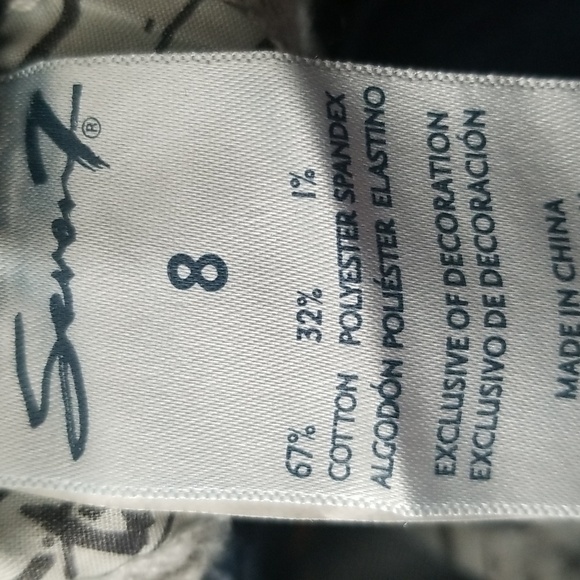 Seven7®
8
67% 32% 1%
COTTON POLYESTER SPANDEX
ALGODÓN POLIÉSTER ELASTINO
EXCLUSIVE OF DECORATION
EXCLUSIVO DE DECORACIÓN
MADE IN CHINA